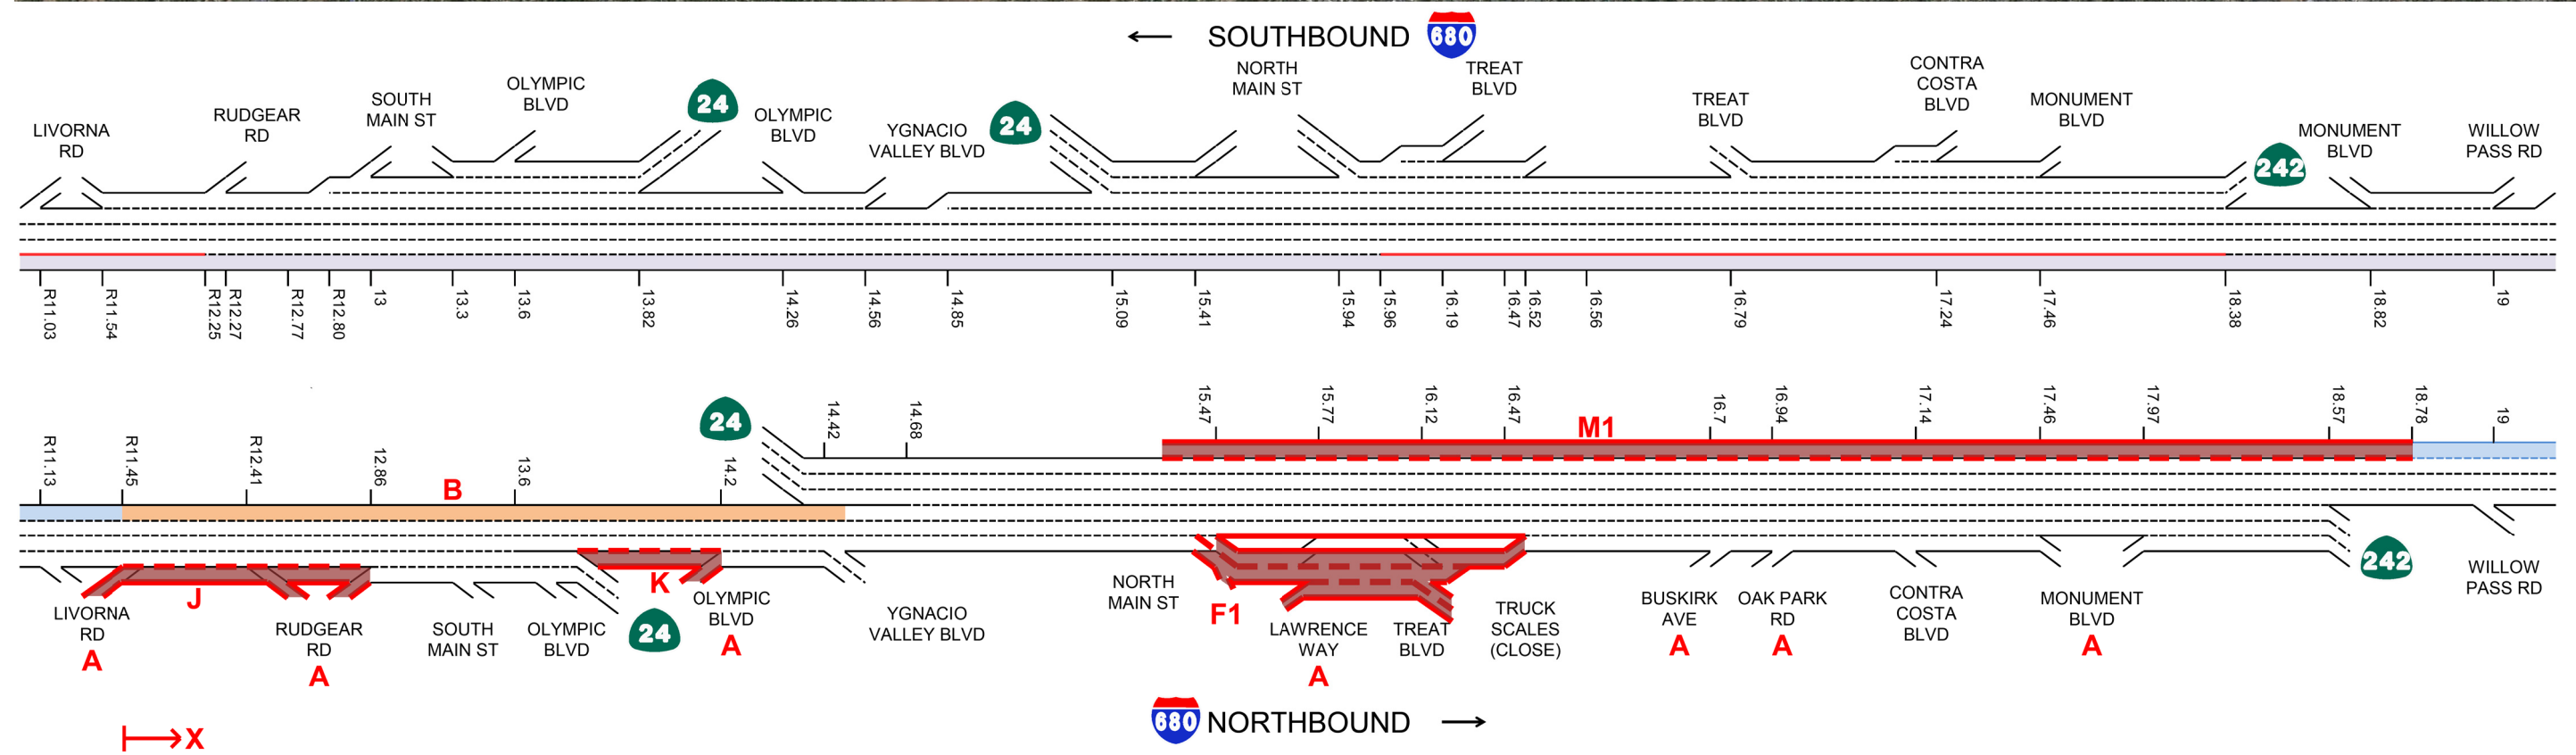 ← SOUTHBOUND 680
LIVORNA
RD
RUDGEAR
RD
SOUTH
MAIN ST
OLYMPIC
BLVD
24
OLYMPIC
BLVD
YGNACIO
VALLEY BLVD
24
NORTH
MAIN ST
TREAT
BLVD
TREAT
BLVD
CONTRA
COSTA
BLVD
MONUMENT
BLVD
242
MONUMENT
BLVD
WILLOW
PASS RD
R11.03
R11.54
R12.25
R12.27
R12.77
R12.80
13
13.3
13.6
13.82
14.26
14.56
14.85
15.09
15.41
15.94
15.96
16.19
16.47
16.52
16.56
16.79
17.24
17.46
18.38
18.82
19
R11.13
R11.45
R12.41
12.86
B
13.6
14.2
24
14.42
14.68
15.47
15.77
16.12
16.47
M1
16.7
16.94
17.14
17.46
17.97
18.57
18.78
19
LIVORNA
RD
A
J
RUDGEAR
RD
A
SOUTH
MAIN ST
OLYMPIC
BLVD
24
K
OLYMPIC
BLVD
A
YGNACIO
VALLEY BLVD
NORTH
MAIN ST
F1
LAWRENCE
WAY
A
TREAT
BLVD
TRUCK
SCALES
(CLOSE)
BUSKIRK
AVE
A
OAK PARK
RD
A
CONTRA
COSTA
BLVD
MONUMENT
BLVD
A
242
WILLOW
PASS RD
X
680 NORTHBOUND →